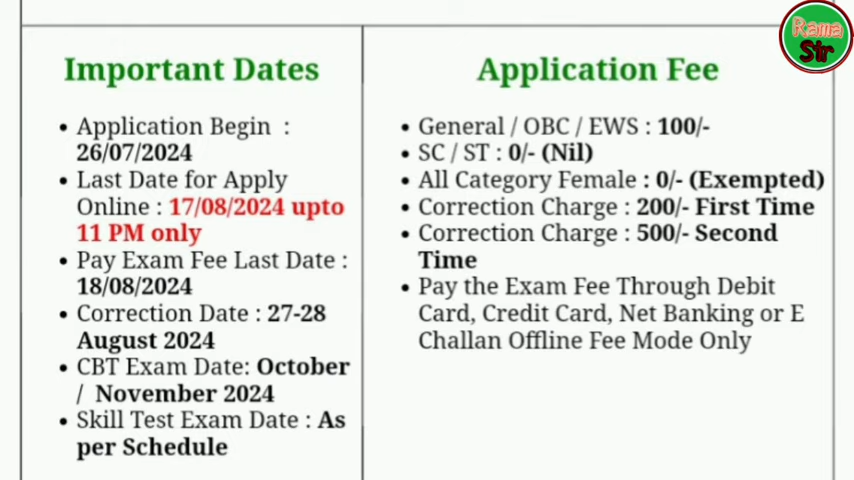 Rama
Sir
Important Dates
• Application Begin :
26/07/2024
• Last Date for Apply
Online : 17/08/2024 upto
11 PM only
• Pay Exam Fee Last Date :
18/08/2024
• Correction Date : 27-28
August 2024
• CBT Exam Date: October
/ November 2024
• Skill Test Exam Date : As
per Schedule
Application Fee
• General / OBC / EWS : 100/-
• SC / ST : 0/- (Nil)
• All Category Female : 0/- (Exempted)
• Correction Charge : 200/- First Time
• Correction Charge : 500/- Second
Time
• Pay the Exam Fee Through Debit
Card, Credit Card, Net Banking or E
Challan Offline Fee Mode Only